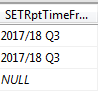 SETRptTimeFr...
2017/18 Q3
2017/18 Q3
NULL